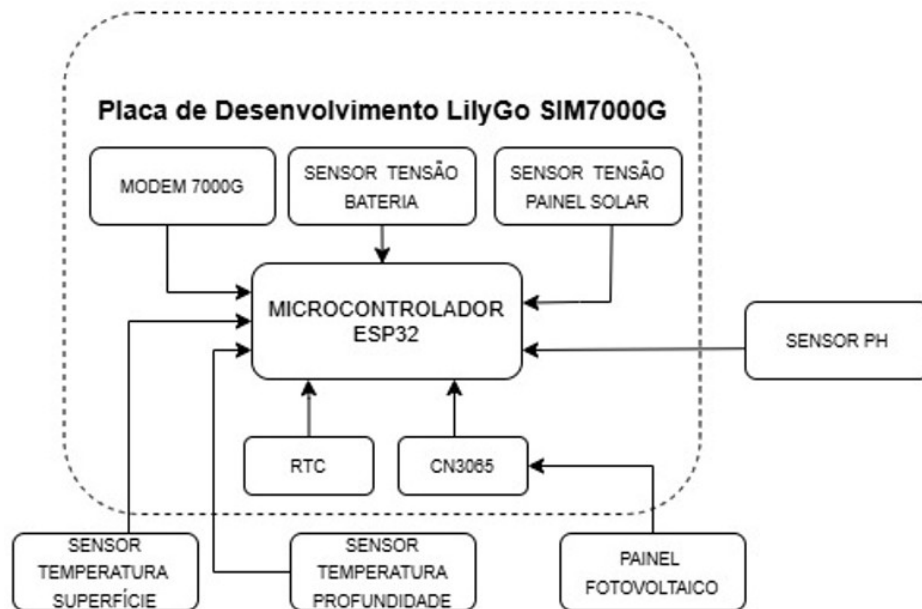 Placa de Desenvolvimento LilyGo SIM7000G
MODEM 7000G
SENSOR TENSÃO
BATERIA
SENSOR TENSÃO
PAINEL SOLAR
MICROCONTROLADOR
ESP32
SENSOR PH
RTC
CN3065
SENSOR
TEMPERATURA
SUPERFÍCIE
SENSOR
TEMPERATURA
PROFUNDIDADE
PAINEL
FOTOVOLTAICO